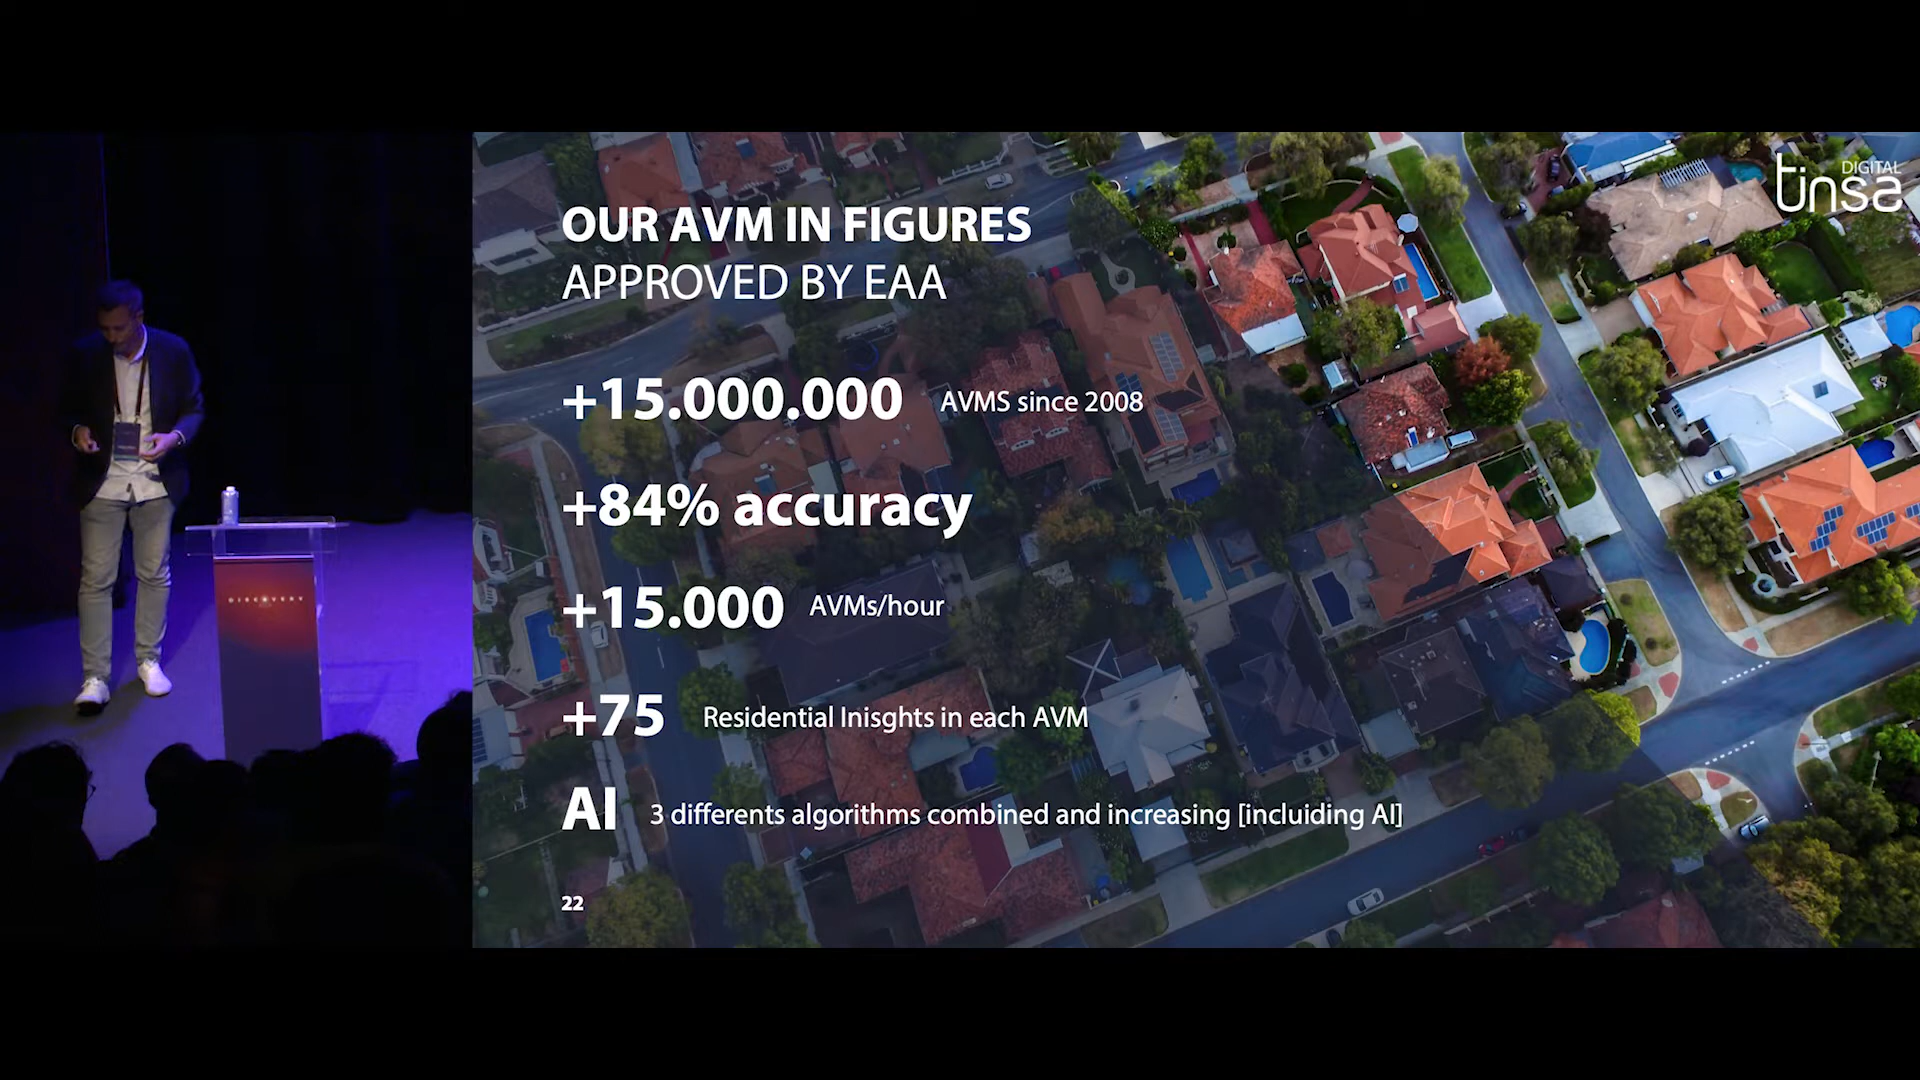 OUR AVM IN FIGURES
APPROVED BY EAA
DIGITAL
tinsa
+15.000.000 AVMS since 2008
+84% accuracy
+15.000 AVMs/hour
+75 Residential Inisghts in each AVM
AI 3 differents algorithms combined and increasing [incluiding AI]
22
DISCOVERY